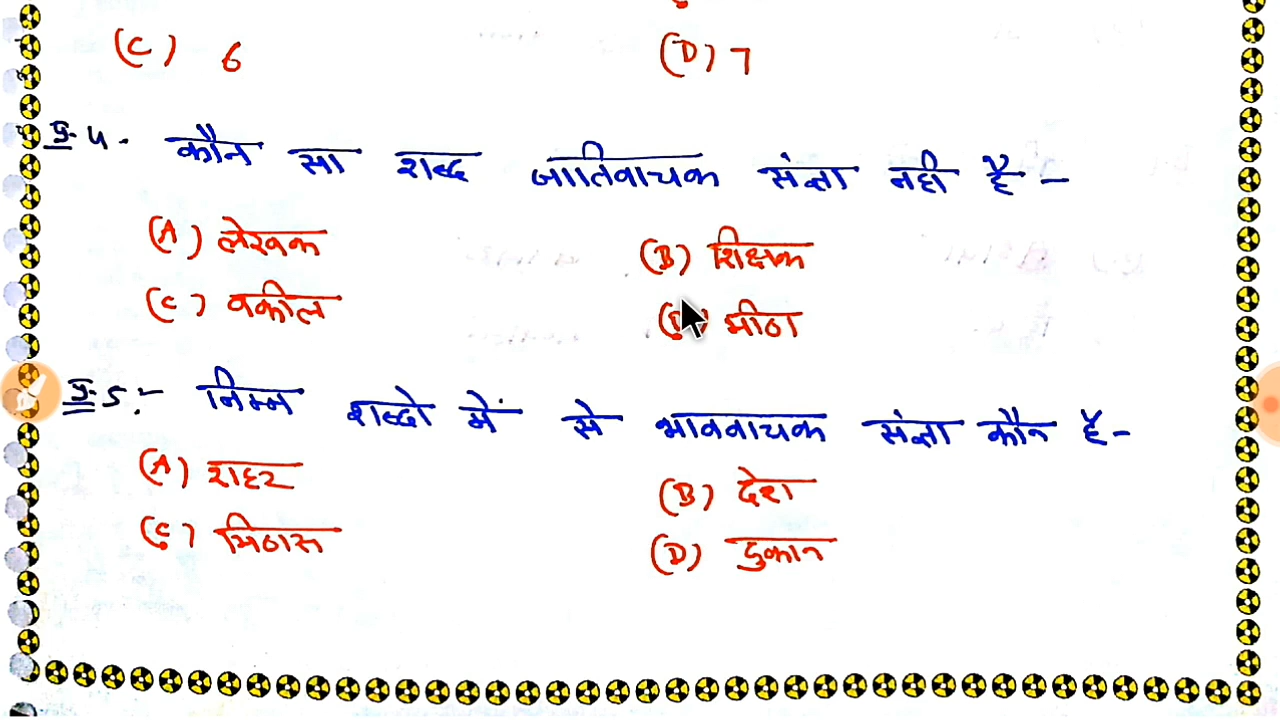 (C) 6 (D) 7
प्र-4- कौन सा शब्द जातिवाचक संज्ञा नही है -
(A) लेखक (B) शिक्षक
(C) वकील (D) मीठा
प्र-5:- निम्न शब्दो में से भाववाचक संज्ञा कौन है -
(A) शहर (B) देश
(C) मिठास (D) दुकान